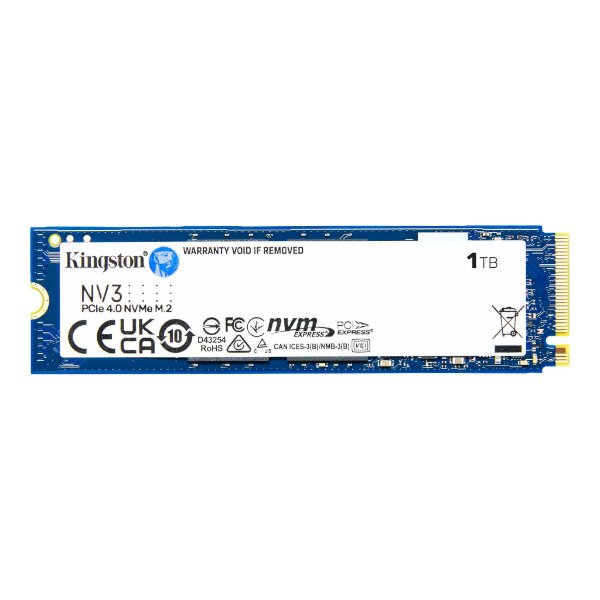 Kingston
WARRANTY VOID IF REMOVED
1TB
NV3
PCIe 4.0 NVMe M.2
CE UK CA 10
FC
nvm EXPRESS
PCI EXPRESS
D43254
RoHS
c us
CAN ICES-3(B)/NMB-3(B)